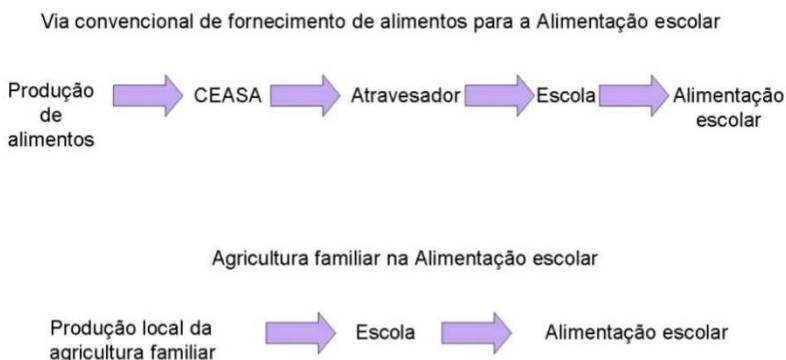 Via convencional de fornecimento de alimentos para a Alimentação escolar
Produção
de
alimentos
CEASA
Atravesador
Escola
Alimentação
escolar
Agricultura familiar na Alimentação escolar
Produção local da
agricultura familiar
Escola
Alimentação escolar